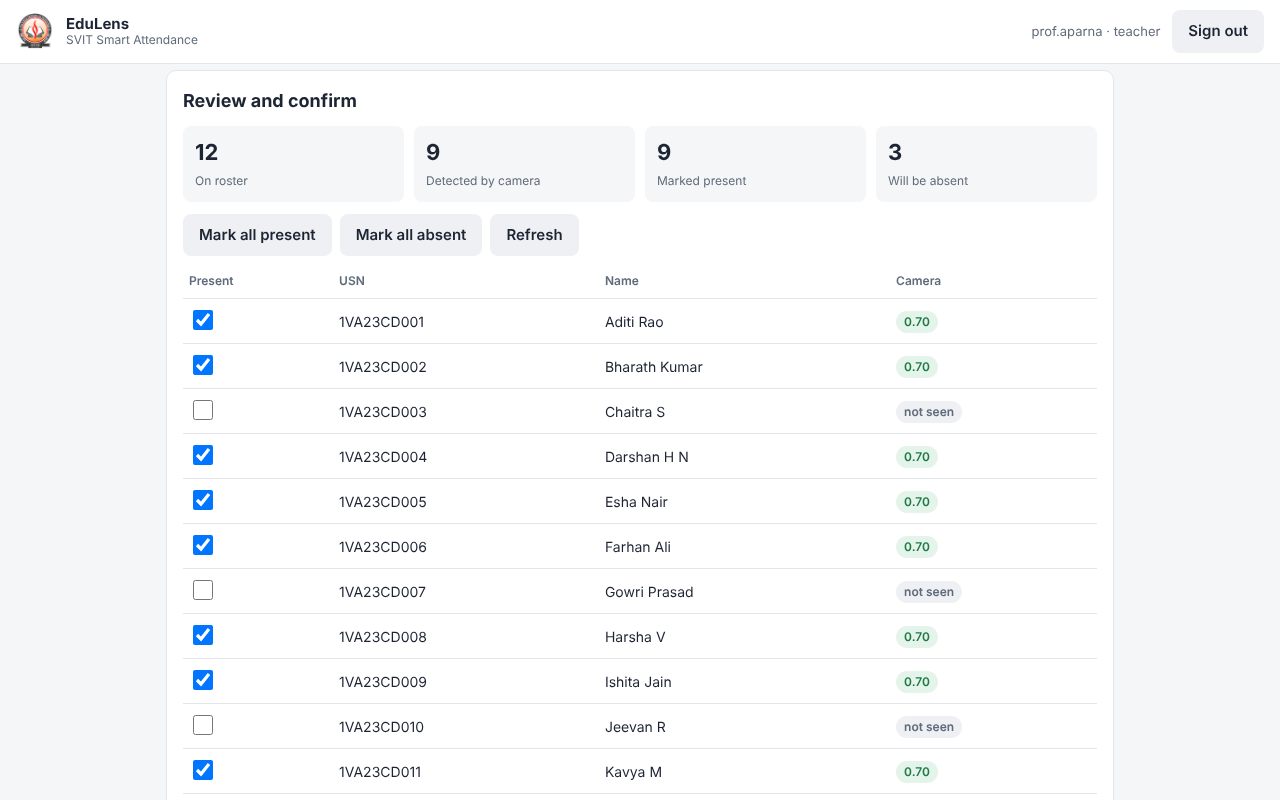 EduLens
SVIT Smart Attendance
prof.aparna · teacher
Sign out
Review and confirm
12
On roster
9
Detected by camera
9
Marked present
3
Will be absent
Mark all present
Mark all absent
Refresh
Present USN Name Camera
1VA23CD001 Aditi Rao 0.70
1VA23CD002 Bharath Kumar 0.70
1VA23CD003 Chaitra S not seen
1VA23CD004 Darshan H N 0.70
1VA23CD005 Esha Nair 0.70
1VA23CD006 Farhan Ali 0.70
1VA23CD007 Gowri Prasad not seen
1VA23CD008 Harsha V 0.70
1VA23CD009 Ishita Jain 0.70
1VA23CD010 Jeevan R not seen
1VA23CD011 Kavya M 0.70